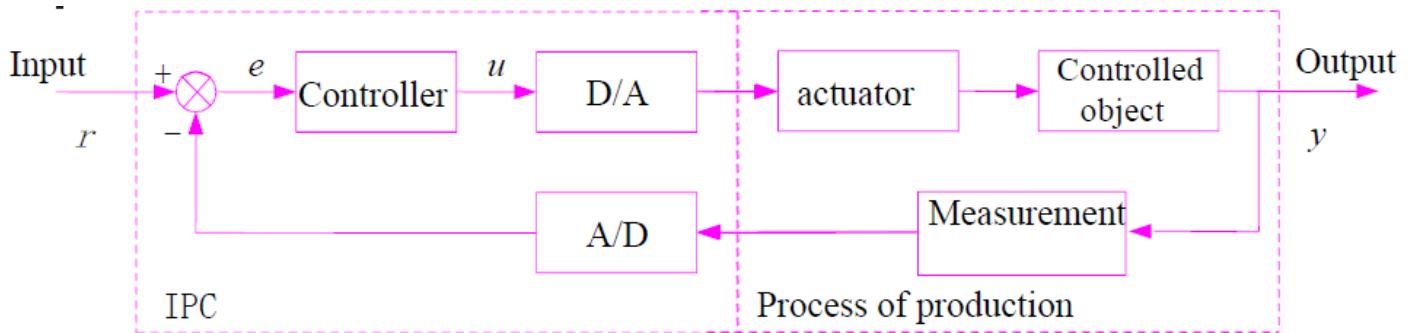 Input
+
e
Controller
u
D/A
actuator
Controlled
object
Output
r
−
y
A/D
Measurement
IPC
Process of production